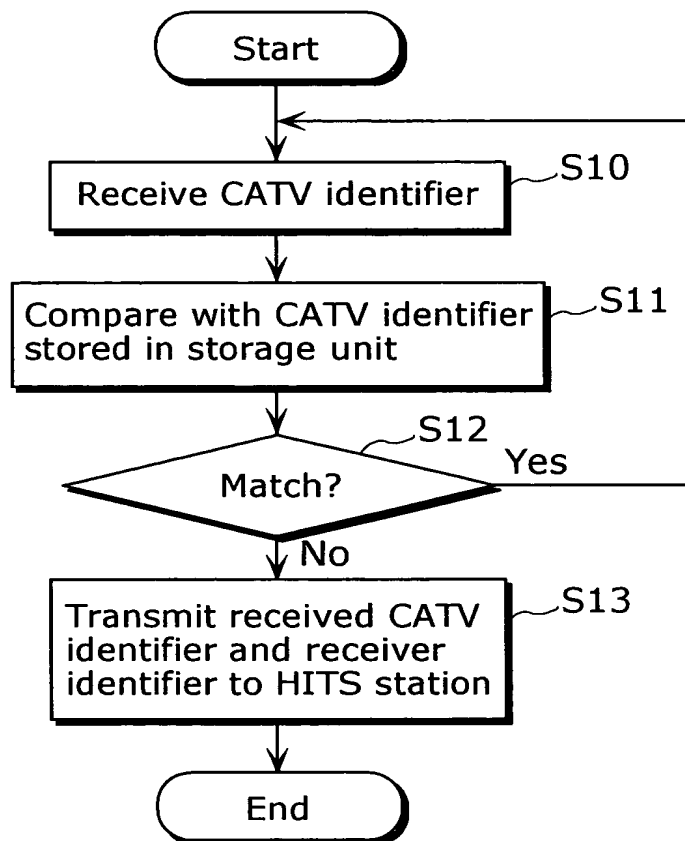 Start
Receive CATV identifier
S10
Compare with CATV identifier
stored in storage unit
S11
S12
Match?
Yes
No
Transmit received CATV
identifier and receiver
identifier to HITS station
S13
End